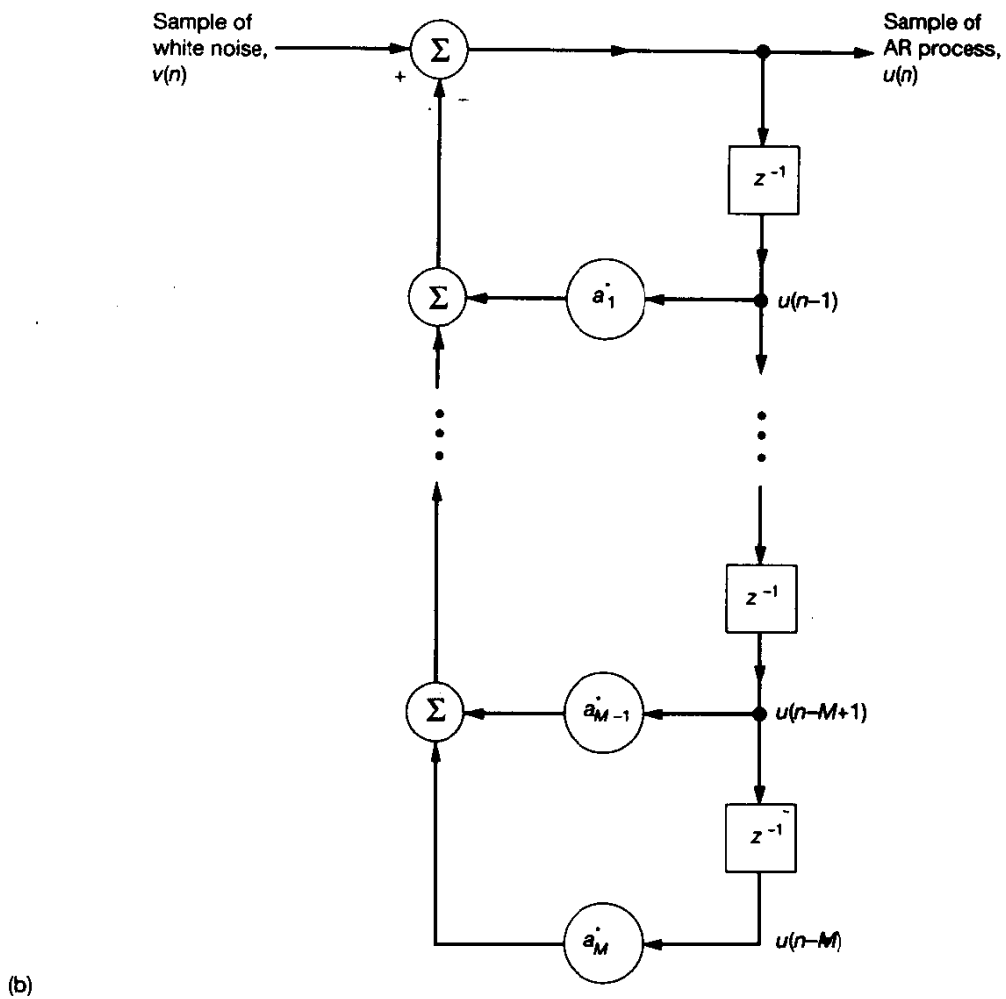 Sample of
white noise,
v(n)
Σ
+
−
Sample of
AR process,
u(n)
z⁻¹
Σ
a*₁
u(n–1)
z⁻¹
Σ
a*M–1
u(n–M+1)
z⁻¹
a*M
u(n–M)
(b)